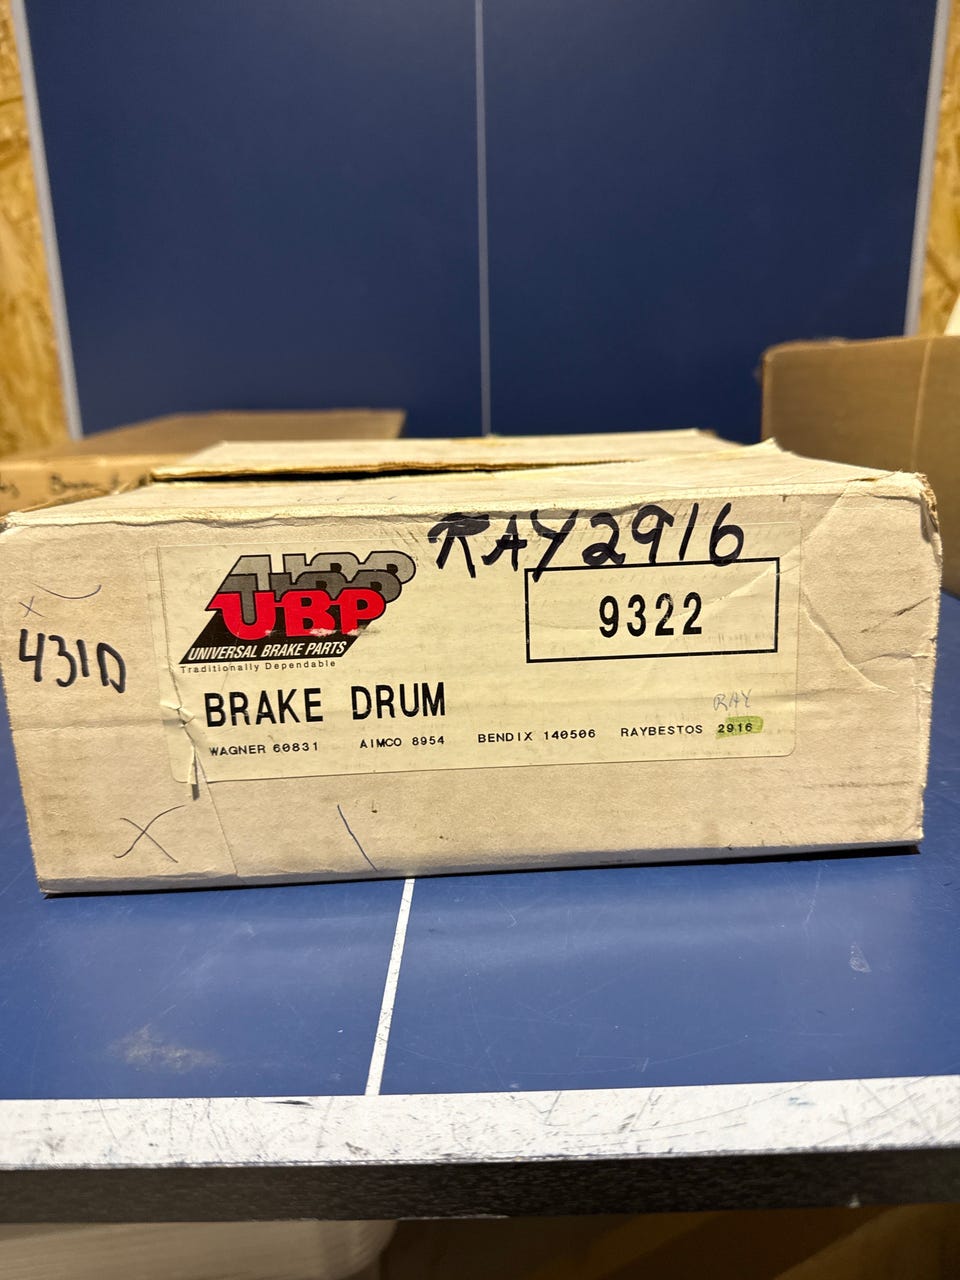 RAY2916
UBP
9322
UNIVERSAL BRAKE PARTS
Traditionally Dependable
431D
BRAKE DRUM
RAY
WAGNER 60831 AIMCO 8954 BENDIX 140506 RAYBESTOS 2916